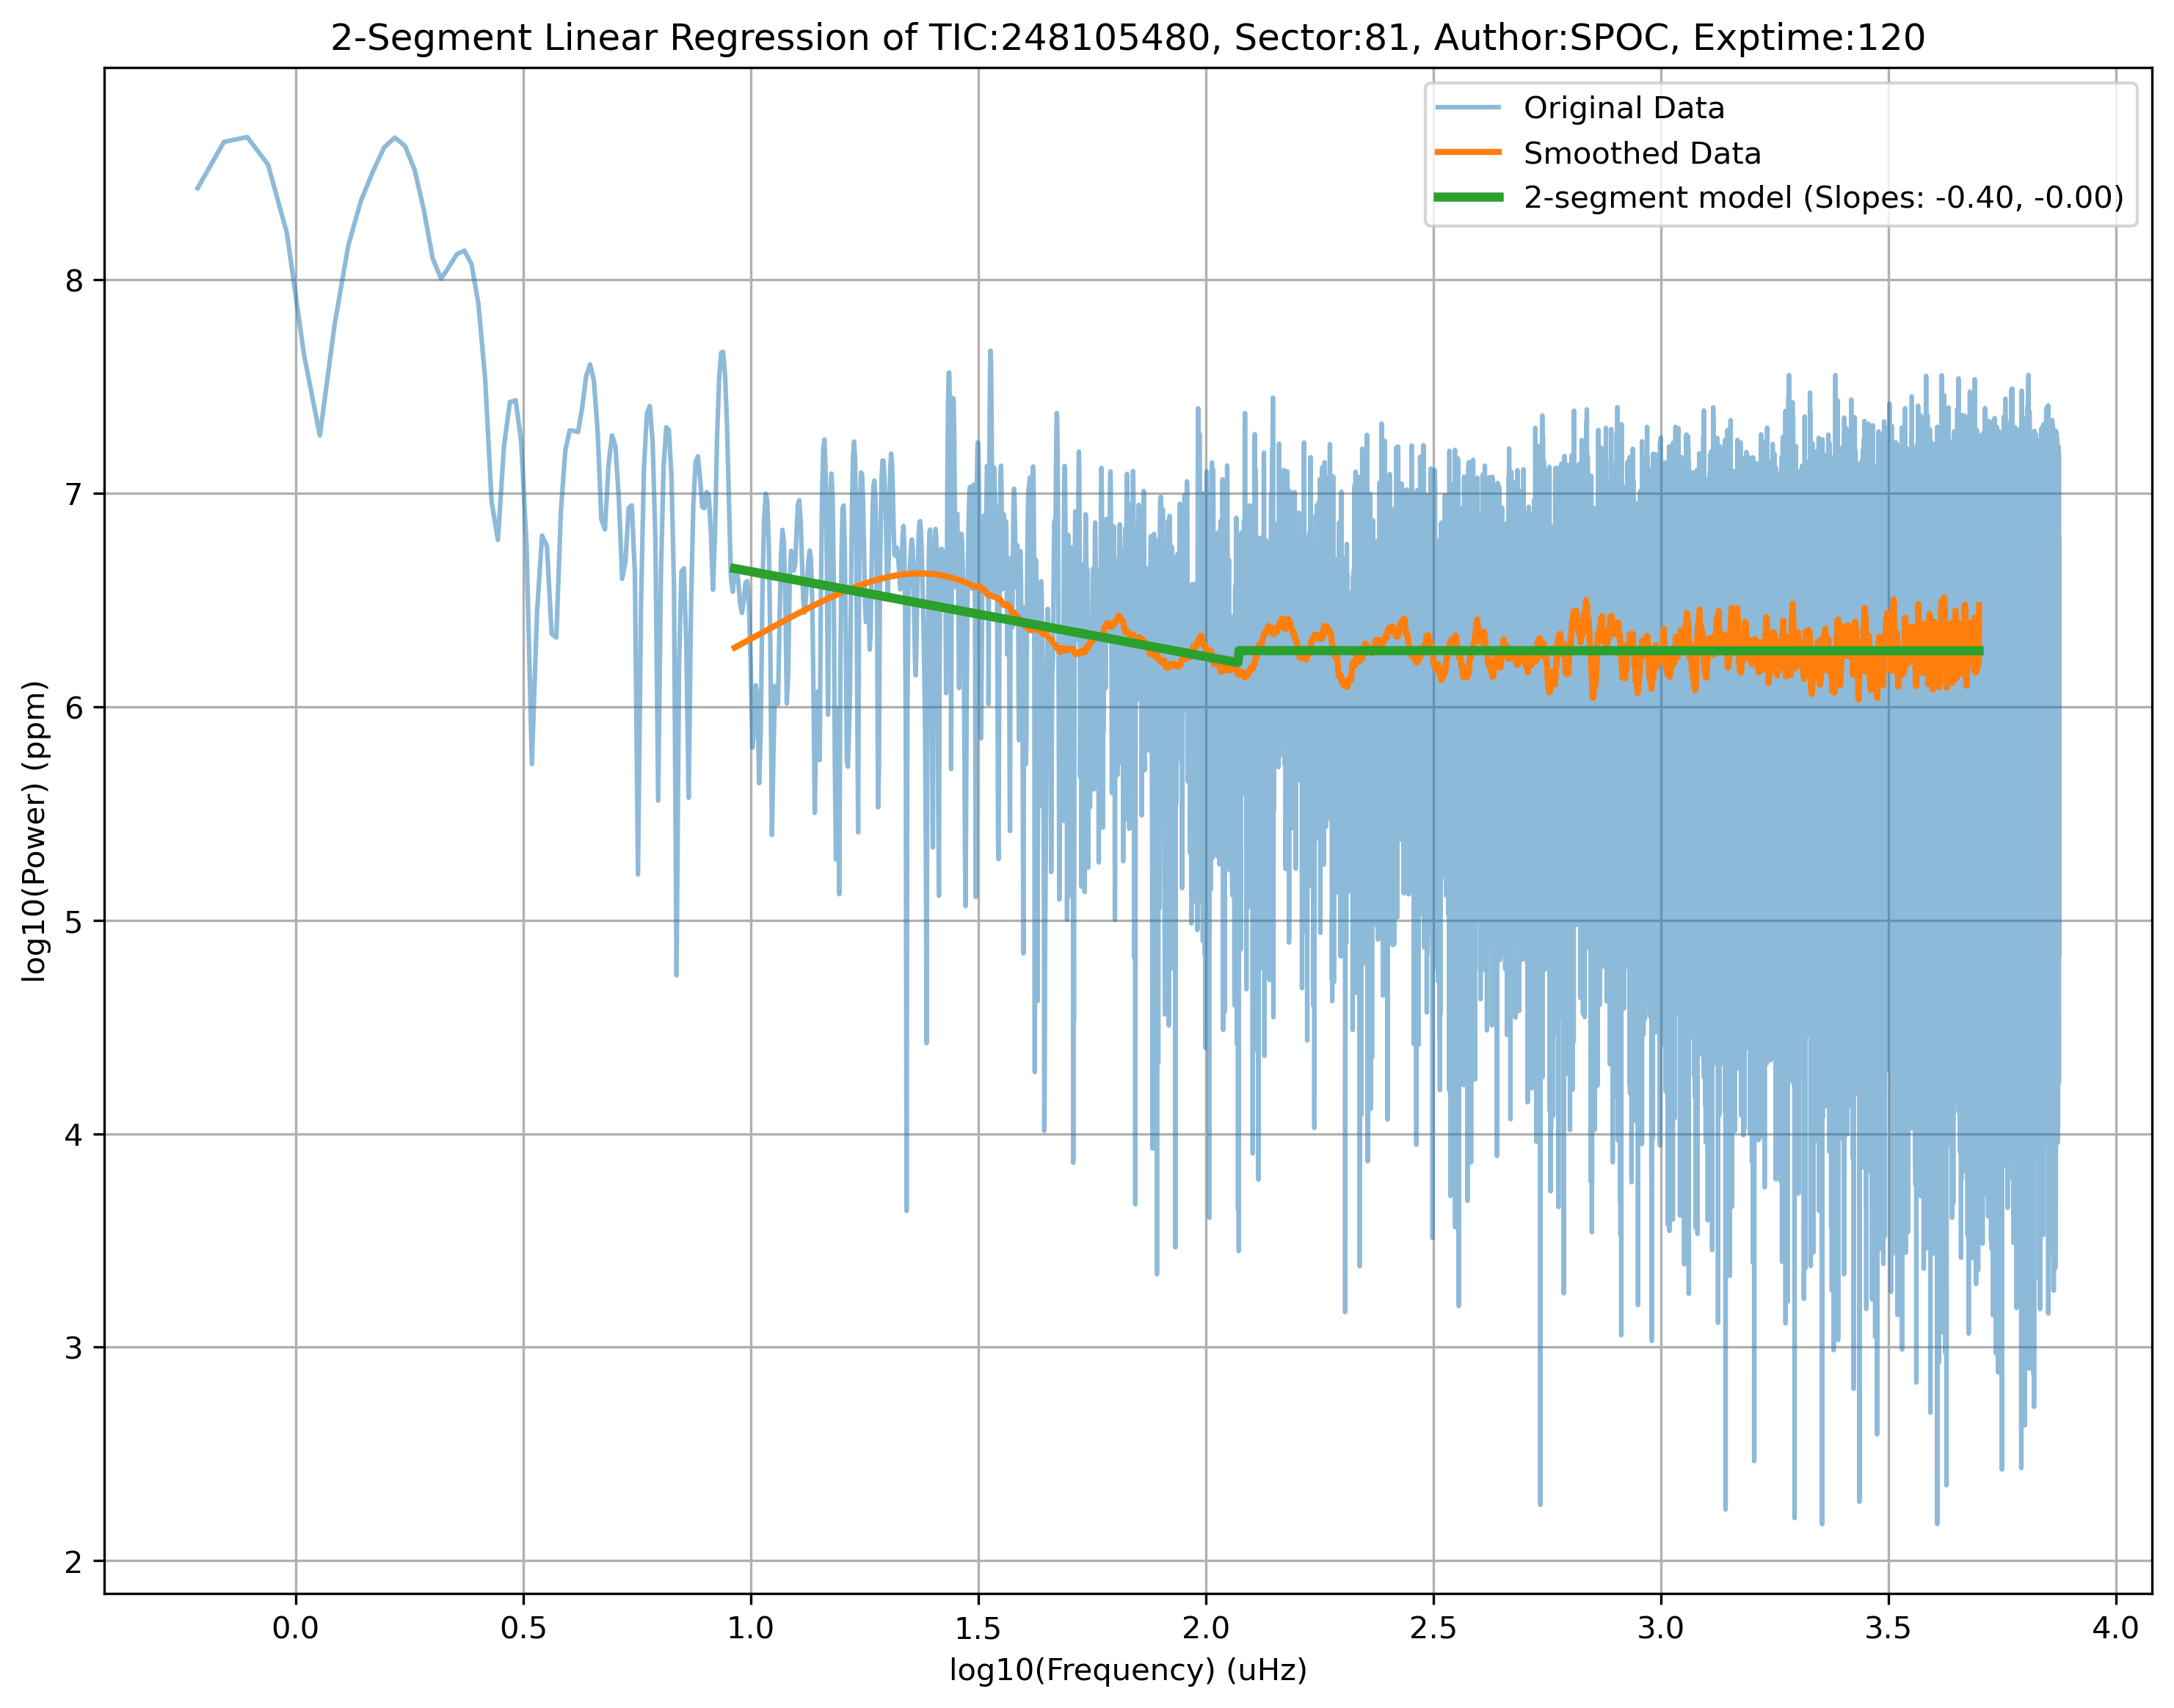 2-Segment Linear Regression of TIC:248105480, Sector:81, Author:SPOC, Exptime:120
Original Data
Smoothed Data
2-segment model (Slopes: -0.40, -0.00)
log10(Power) (ppm)
8
7
6
5
4
3
2
0.0 0.5 1.0 1.5 2.0 2.5 3.0 3.5 4.0
log10(Frequency) (uHz)